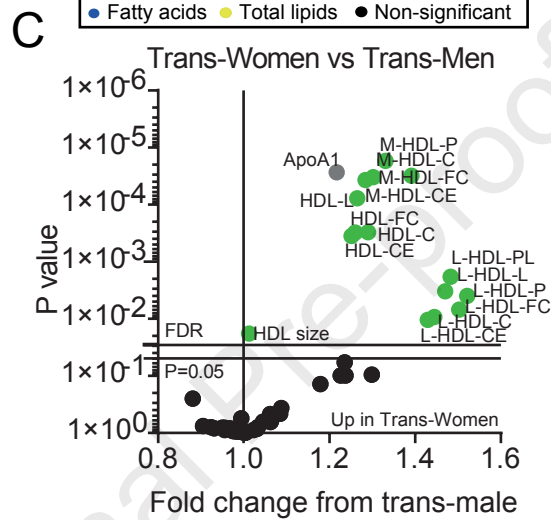 C
Fatty acids Total lipids Non-significant
Trans-Women vs Trans-Men
1×10-6
1×10-5
1×10-4
1×10-3
1×10-2
1×10-1
1×100
P value
M-HDL-P
ApoA1
M-HDL-C
M-HDL-FC
M-HDL-CE
HDL-L
HDL-FC
HDL-C
HDL-CE
L-HDL-PL
L-HDL-L
L-HDL-P
L-HDL-FC
L-HDL-C
L-HDL-CE
HDL size
FDR
P=0.05
Up in Trans-Women
0.8 1.0 1.2 1.4 1.6
Fold change from trans-male
al Pre-proof